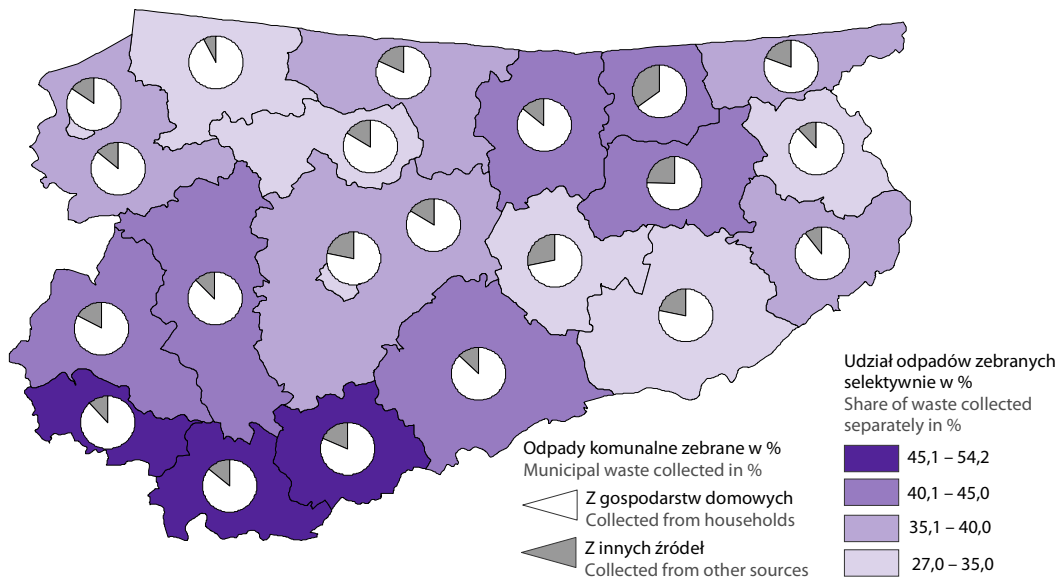 Odpady komunalne zebrane w %
Municipal waste collected in %
Z gospodarstw domowych
Collected from households
Z innych źródeł
Collected from other sources
Udział odpadów zebranych
selektywnie w %
Share of waste collected
separately in %
45,1 – 54,2
40,1 – 45,0
35,1 – 40,0
27,0 – 35,0